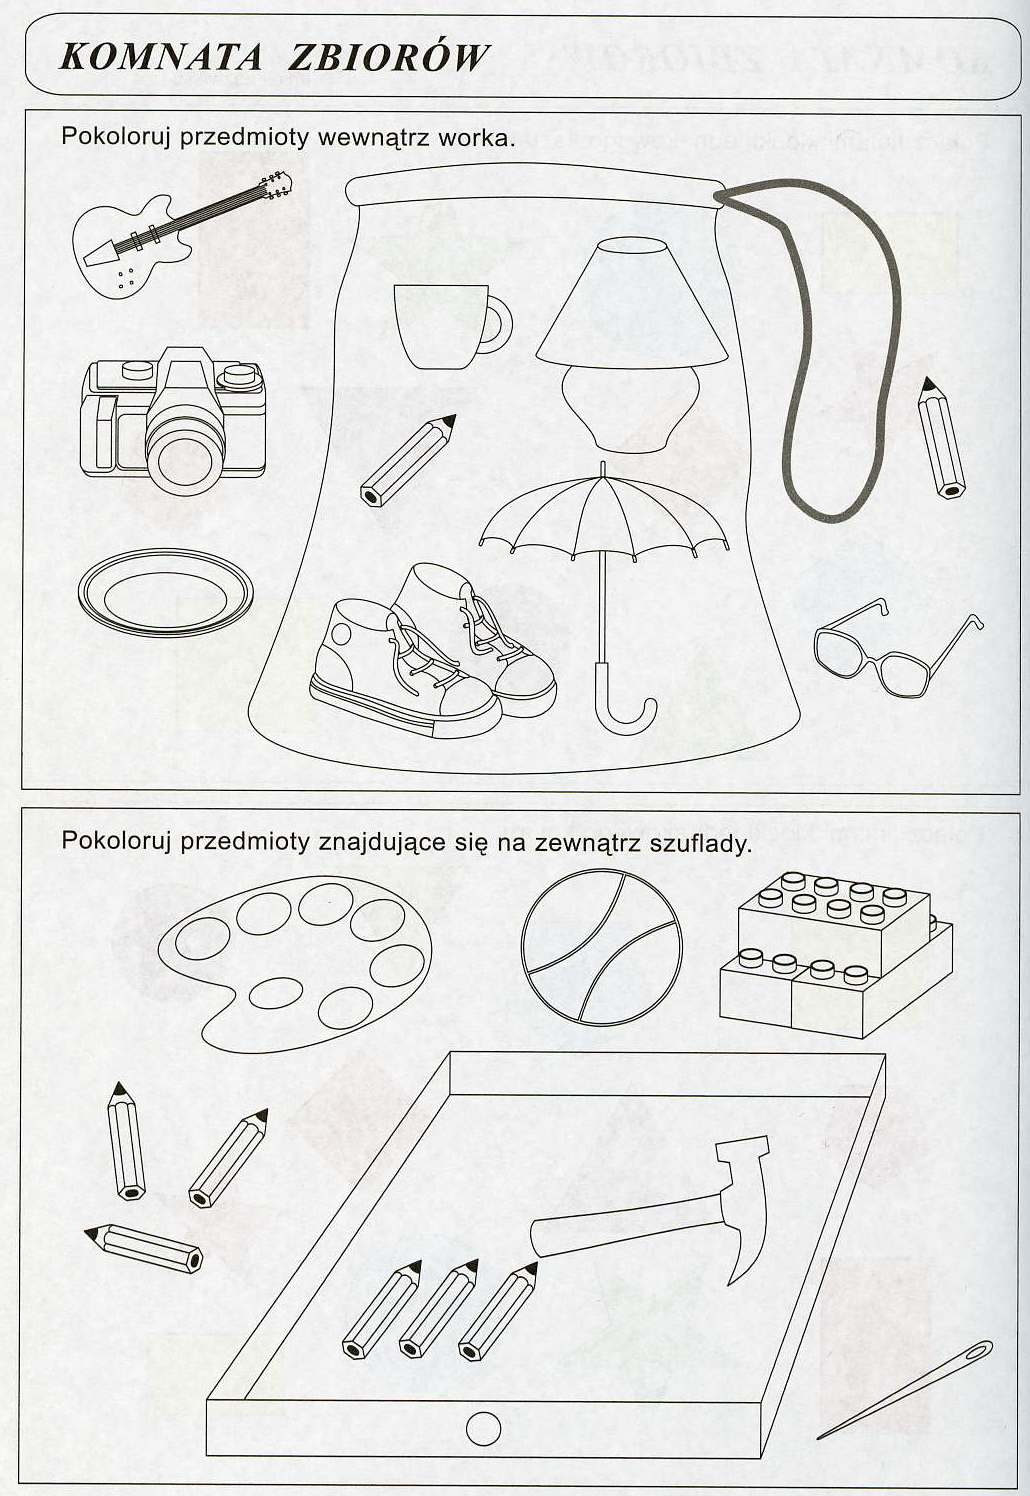 KOMNATA ZBIORÓW
Pokoloruj przedmioty wewnątrz worka.
Pokoloruj przedmioty znajdujące się na zewnątrz szuflady.